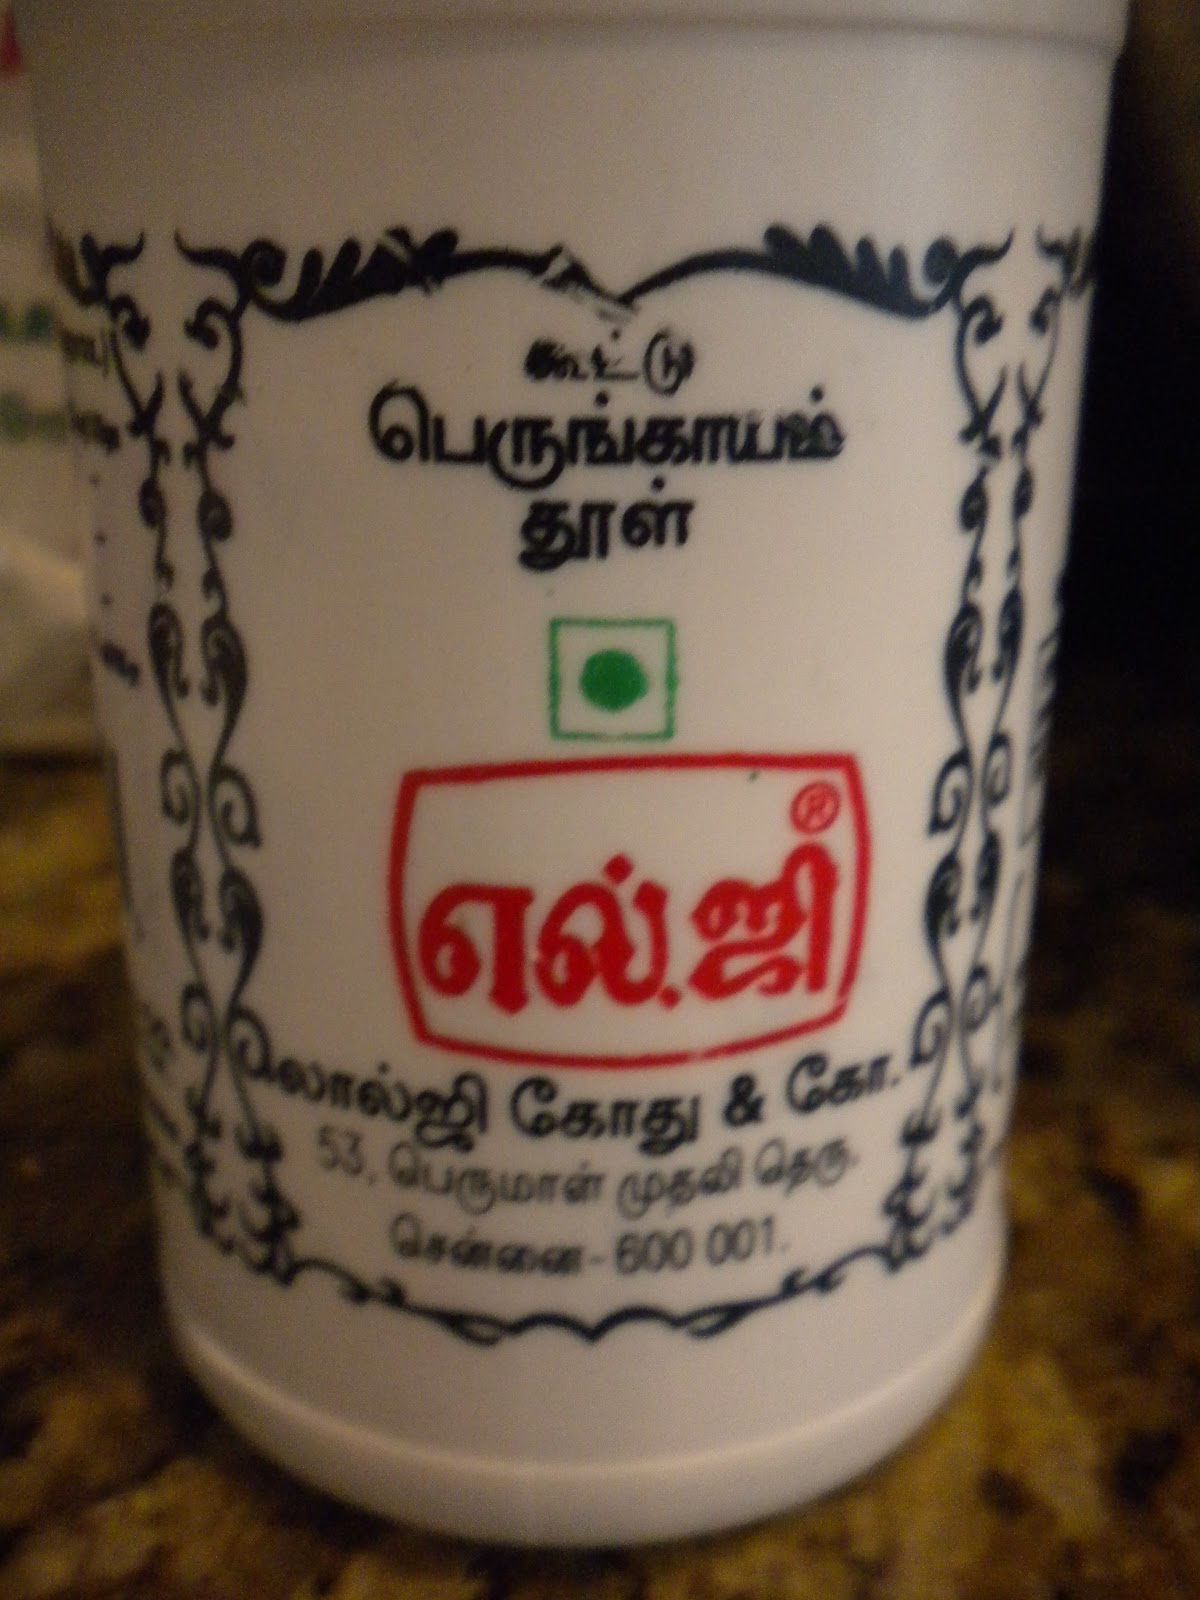 கூட்டு
பெருங்காயம்
தூள்
எல்.ஜி
®
லால்ஜி கோது & கோ.
53, பெருமாள் முதலி தெரு,
சென்னை - 600 001.